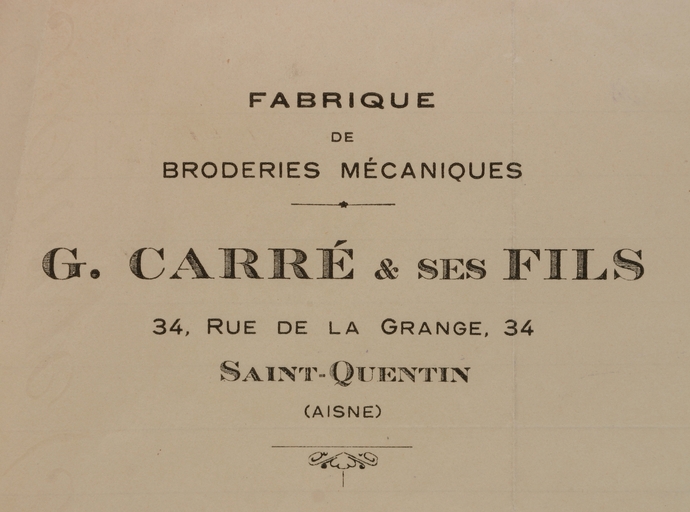 FABRIQUE
DE
BRODERIES MÉCANIQUES
G. CARRÉ & SES FILS
34, RUE DE LA GRANGE, 34
SAINT-QUENTIN
(AISNE)